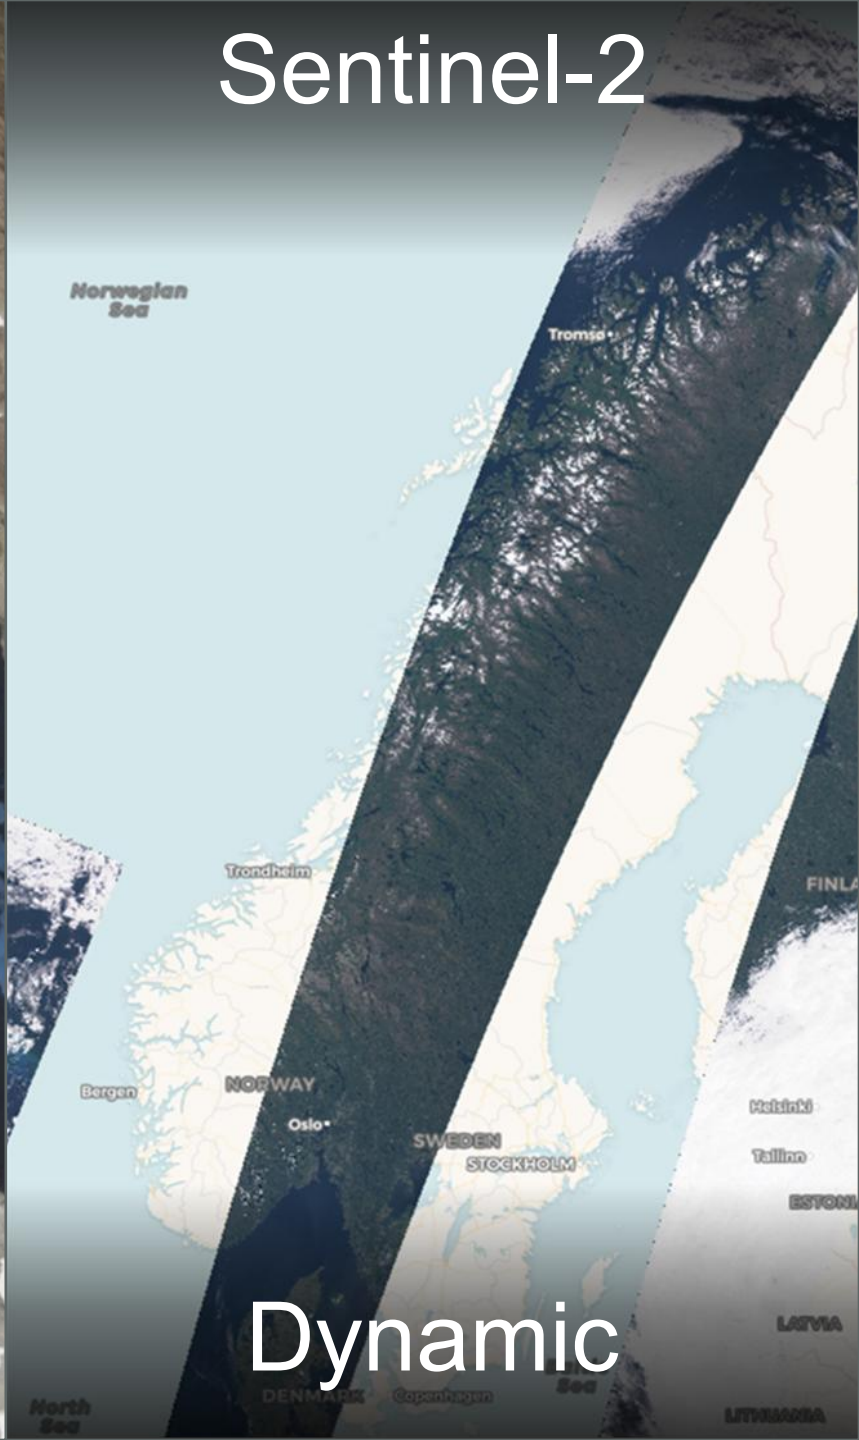 Sentinel-2
Norwegian
Sea
Tromsø
Trondheim
FINLA
Bergen
NORWAY
Helsinki
Oslo
SWEDEN
Tallinn
STOCKHOLM
ESTONI
LATVIA
Dynamic
Sea
DENMARK
Copenhagen
North
Sea
LITHUANIA